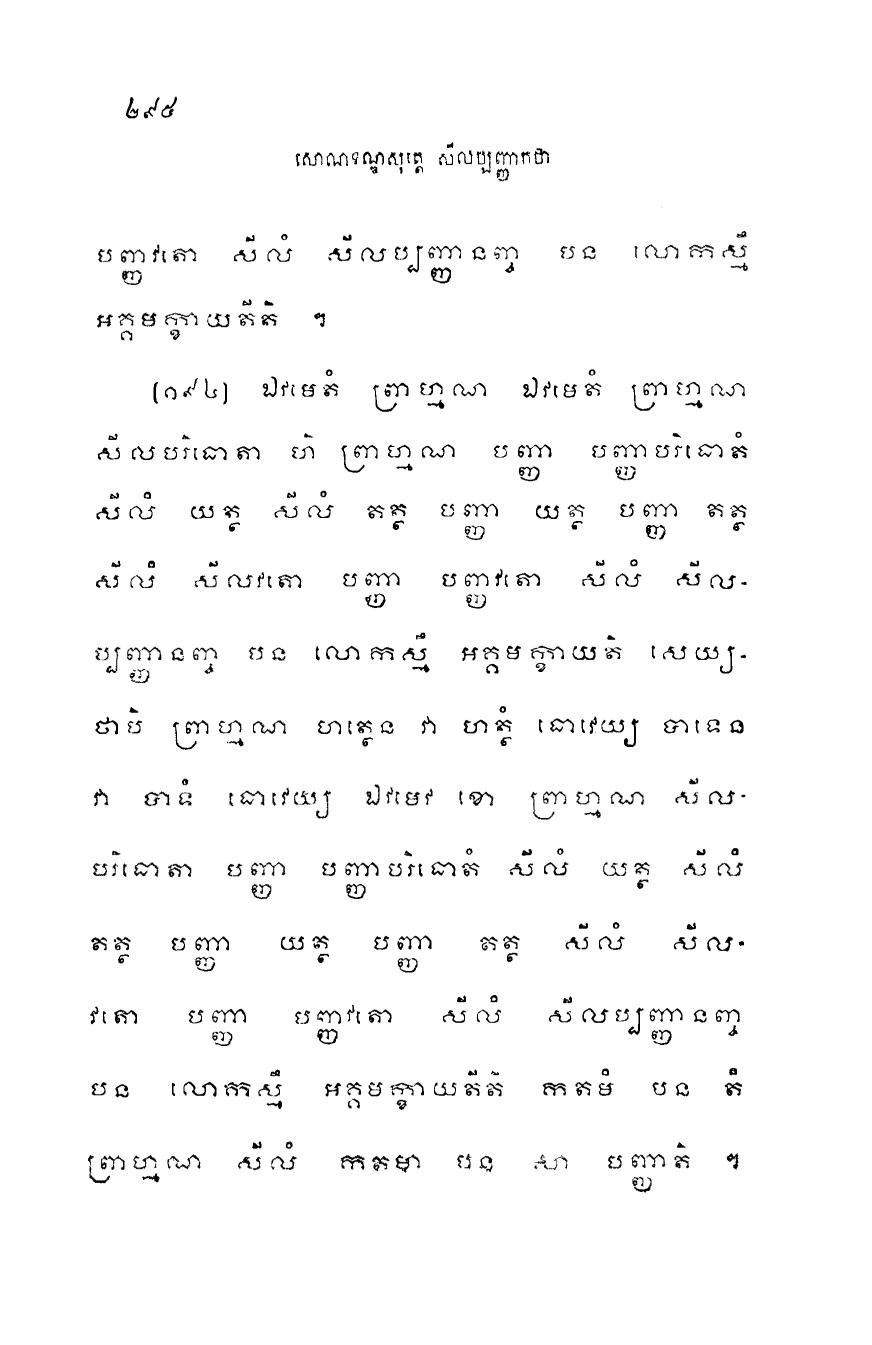 ២៩៥
សោណទណ្ឌសុត្តេ សីលប្បញ្ញាកថា
បញ្ញវតោ សីលំ សីលប្បញ្ញានញ្ច បន លោកស្មឹ
អគ្គមក្ខាយតីតិ ។
(១៩៤) ឯវមេតំ ព្រាហ្មណ ឯវមេតំ ព្រាហ្មណ
សីលបរិធោតា ហិ ព្រាហ្មណ បញ្ញា បញ្ញាបរិធោតំ
សីលំ យត្ថ សីលំ តត្ថ បញ្ញា យត្ថ បញ្ញា តត្ថ
សីលំ សីលវតោ បញ្ញា បញ្ញវតោ សីលំ សីល-
ប្បញ្ញានញ្ច បន លោកស្មឹ អគ្គមក្ខាយតិ សេយ្យ-
ថាបិ ព្រាហ្មណ ហត្ថេន វា ហត្ថំ ធោវេយ្យ បាទេន
វា បាទំ ធោវេយ្យ ឯវមេវ ខោ ព្រាហ្មណ សីល-
បរិធោតា បញ្ញា បញ្ញាបរិធោតំ សីលំ យត្ថ សីលំ
តត្ថ បញ្ញា យត្ថ បញ្ញា តត្ថ សីលំ សីល-
វតោ បញ្ញា បញ្ញវតោ សីលំ សីលប្បញ្ញានញ្ច
បន លោកស្មឹ អគ្គមក្ខាយតីតិ កតមំ បន តំ
ព្រាហ្មណ សីលំ កតមា បន សា បញ្ញាតិ ។